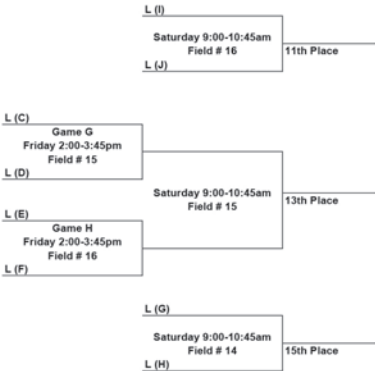 L (I)
Saturday 9:00-10:45am
Field # 16
11th Place
L (J)
L (C)
Game G
Friday 2:00-3:45pm
Field # 15
L (D)
Saturday 9:00-10:45am
Field # 15
13th Place
L (E)
Game H
Friday 2:00-3:45pm
Field # 16
L (F)
L (G)
Saturday 9:00-10:45am
Field # 14
15th Place
L (H)